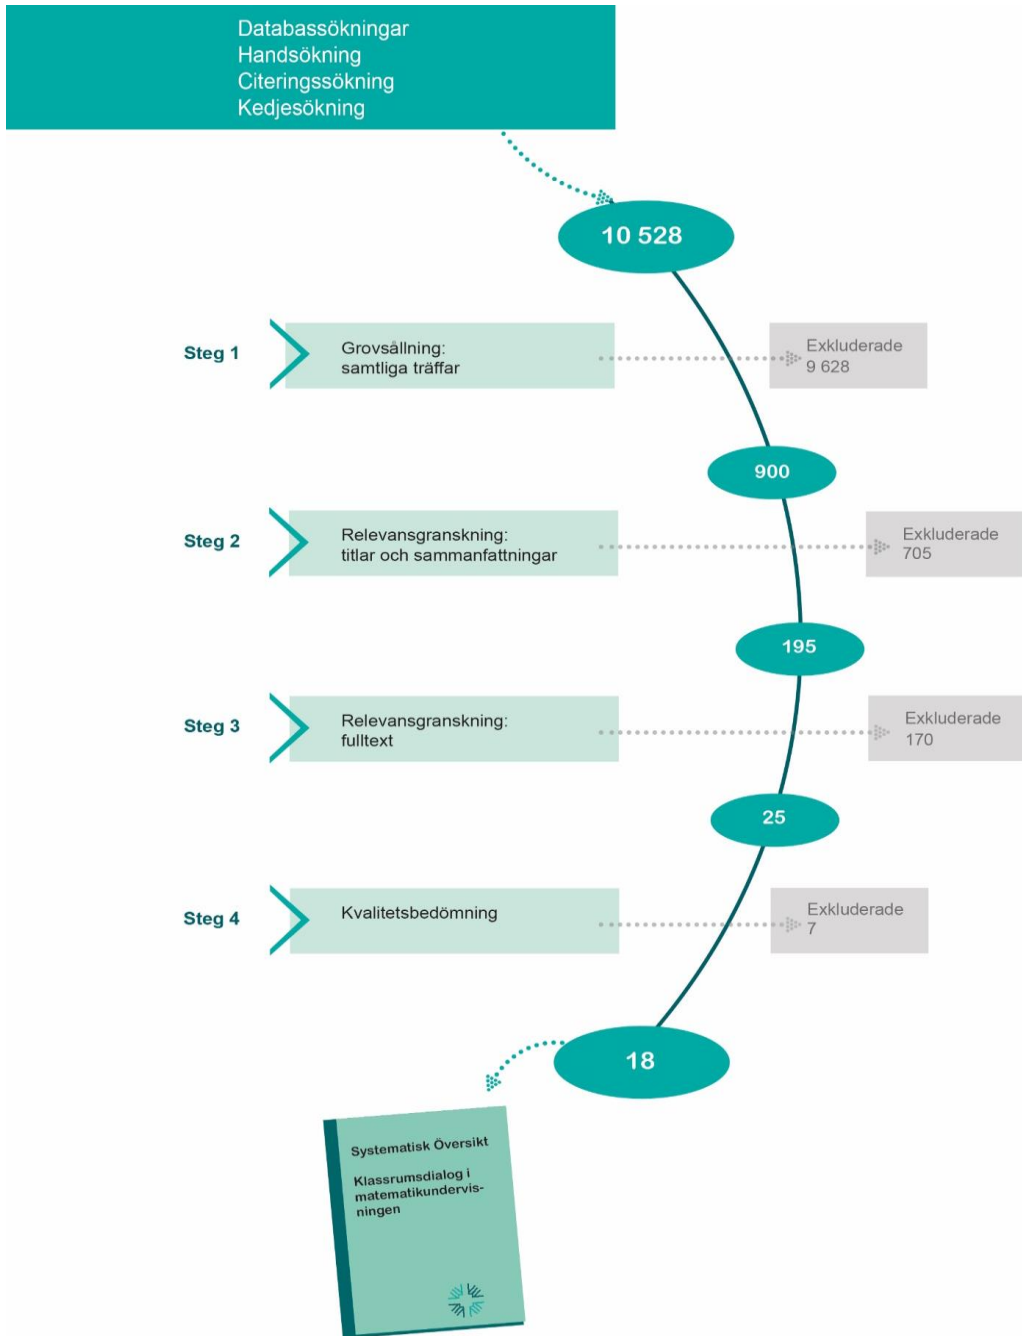 Databassökningar
Handsökning
Citeringssökning
Kedjesökning
10 528
Steg 1
Grovsållning:
samtliga träffar
Exkluderade
9 628
900
Steg 2
Relevansgranskning:
titlar och sammanfattningar
Exkluderade
705
195
Steg 3
Relevansgranskning:
fulltext
Exkluderade
170
25
Steg 4
Kvalitetsbedömning
Exkluderade
7
18
Systematisk Översikt
Klassrumsdialog i
matematikundervis-
ningen